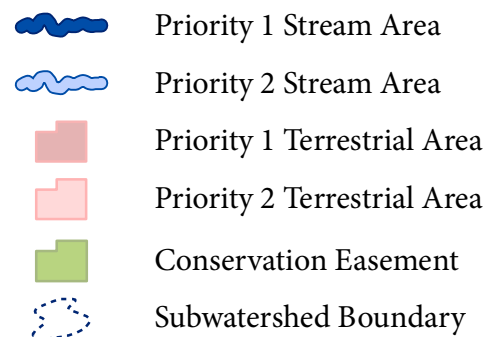 Priority 1 Stream Area
Priority 2 Stream Area
Priority 1 Terrestrial Area
Priority 2 Terrestrial Area
Conservation Easement
Subwatershed Boundary